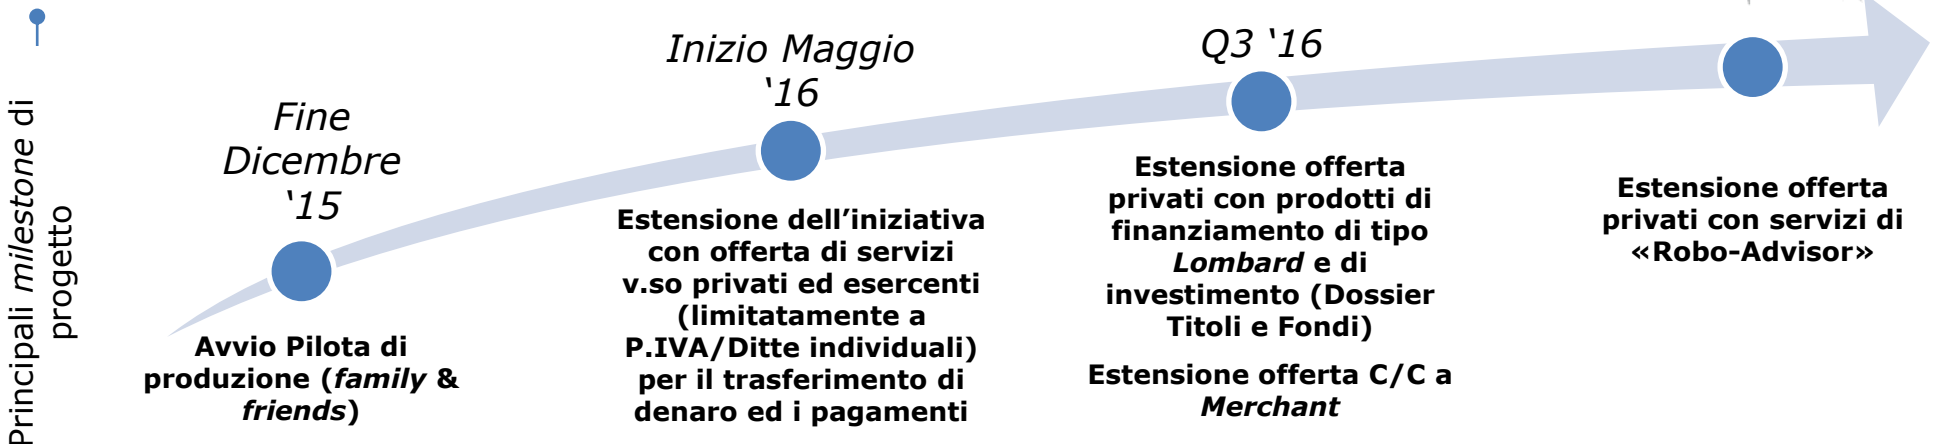 Principali milestone di
progetto
Fine
Dicembre
‘15
Avvio Pilota di
produzione (family &
friends)
Inizio Maggio
‘16
Estensione dell’iniziativa
con offerta di servizi
v.so privati ed esercenti
(limitatamente a
P.IVA/Ditte individuali)
per il trasferimento di
denaro ed i pagamenti
Q3 ‘16
Estensione offerta
privati con prodotti di
finanziamento di tipo
Lombard e di
investimento (Dossier
Titoli e Fondi)
Estensione offerta C/C a
Merchant
Estensione offerta
privati con servizi di
«Robo-Advisor»